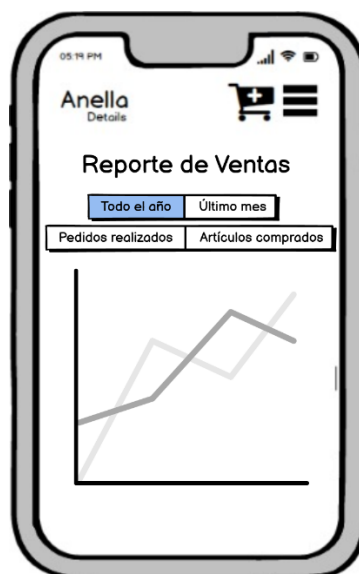 05:19 PM
Anella
Details
Reporte de Ventas
Todo el año Último mes
Pedidos realizados Artículos comprados